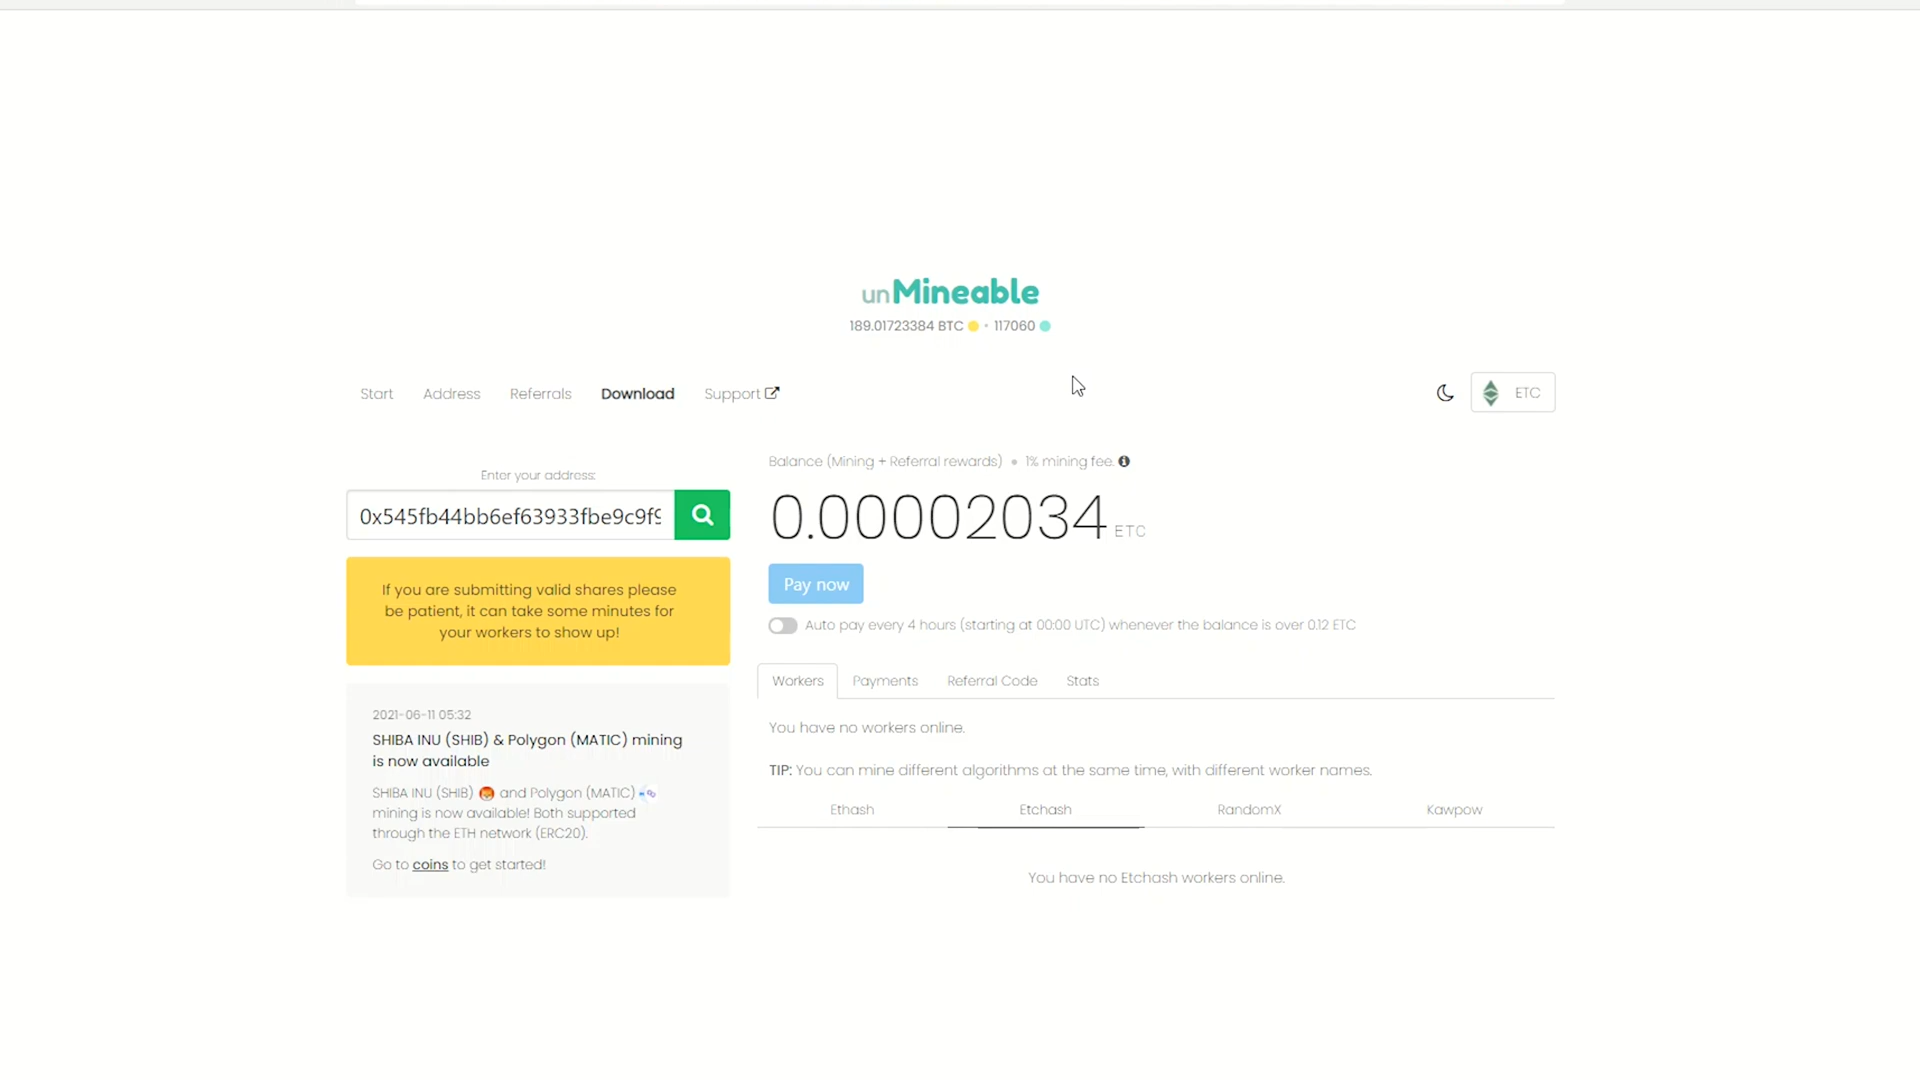 unMineable
189.01723384 BTC • 117060
Start Address Referrals Download Support
ETC
Enter your address:
0x545fb44bb6ef63933fbe9c9f9
If you are submitting valid shares please
be patient, it can take some minutes for
your workers to show up!
2021-06-11 05:32
SHIBA INU (SHIB) & Polygon (MATIC) mining
is now available
SHIBA INU (SHIB) and Polygon (MATIC)
mining is now available! Both supported
through the ETH network (ERC20).
Go to coins to get started!
Balance (Mining + Referral rewards) • 1% mining fee.
0.00002034 ETC
Pay now
Auto pay every 4 hours (starting at 00:00 UTC) whenever the balance is over 0.12 ETC
Workers Payments Referral Code Stats
You have no workers online.
TIP: You can mine different algorithms at the same time, with different worker names.
Ethash Etchash RandomX Kawpow
You have no Etchash workers online.